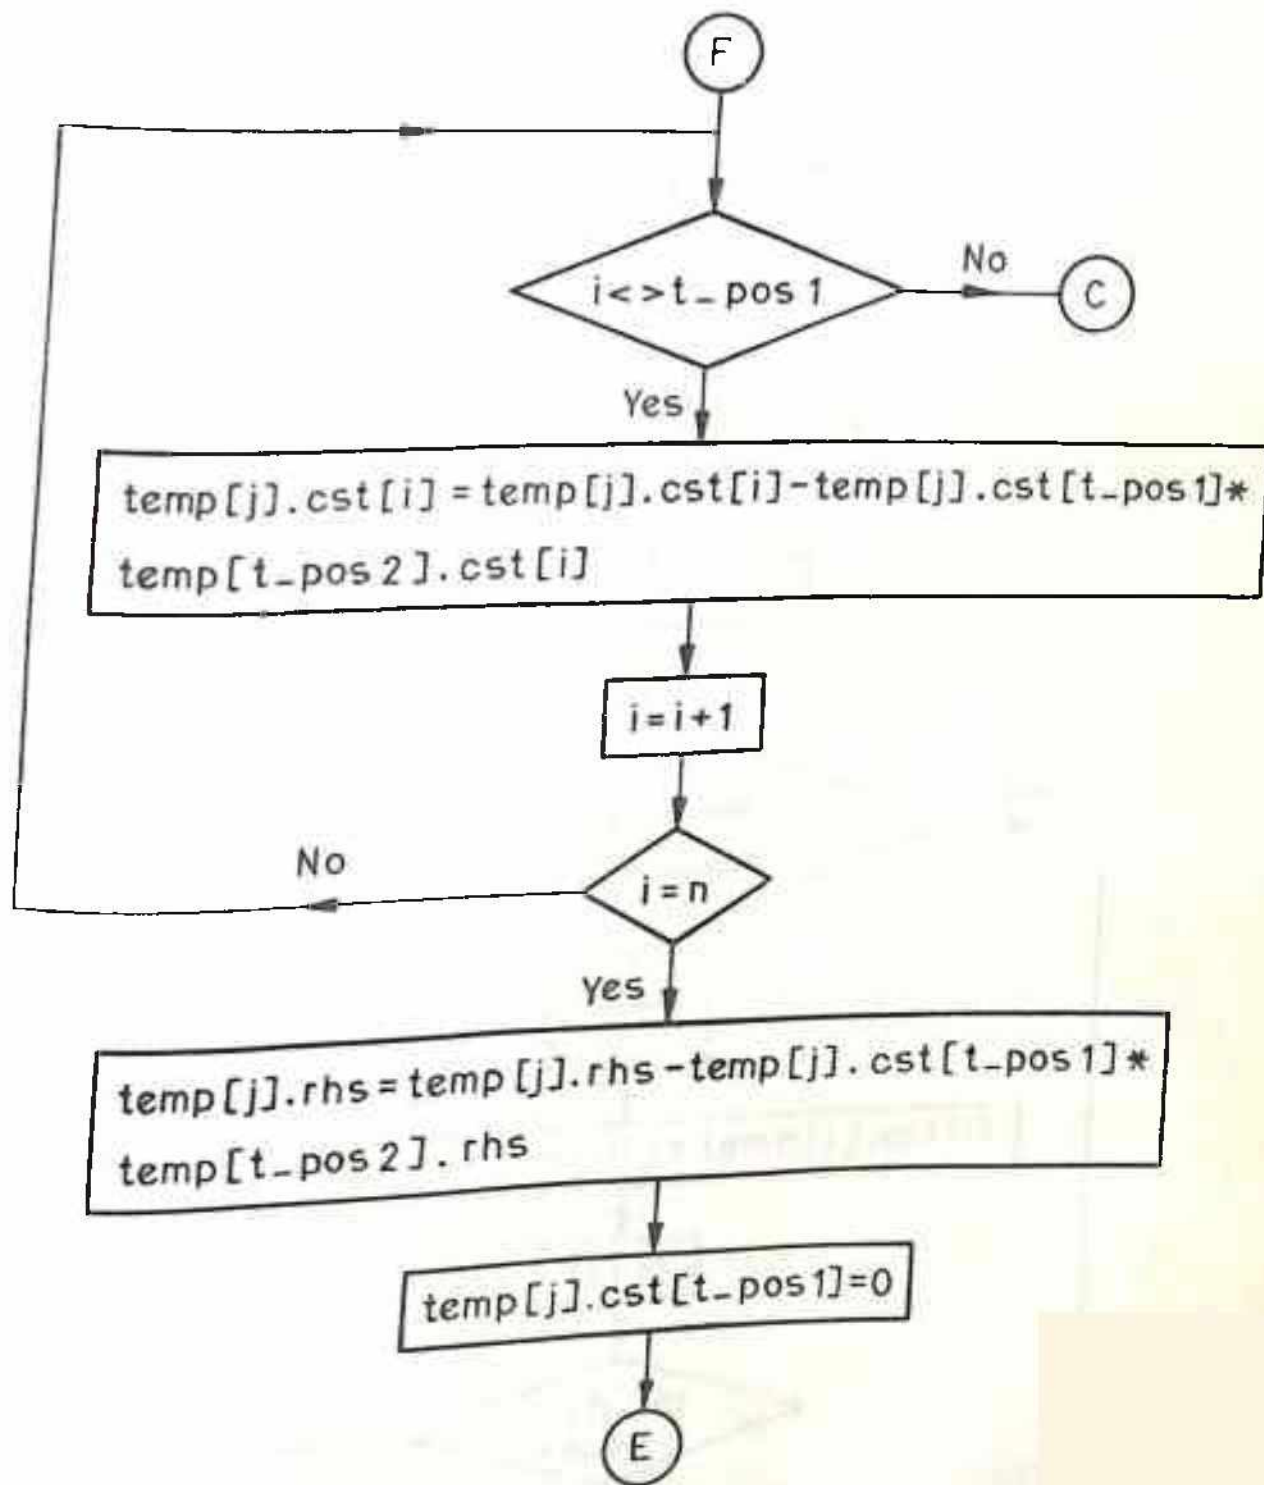 F
i<>t_pos1
No
C
Yes
temp[j].cst[i]=temp[j].cst[i]-temp[j].cst[t_pos1]*
temp[t_pos2].cst[i]
i=i+1
No
i=n
Yes
temp[j].rhs=temp[j].rhs-temp[j].cst[t_pos1]*
temp[t_pos2].rhs
temp[j].cst[t_pos1]=0
E